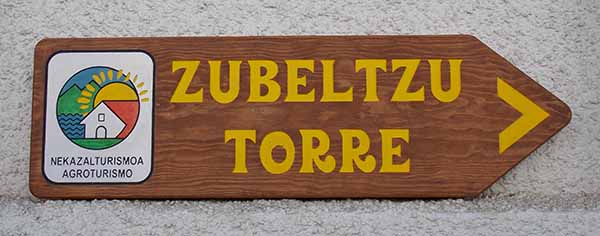 NEKAZALTURISMOA
AGROTURISMO
ZUBELTZU
TORRE